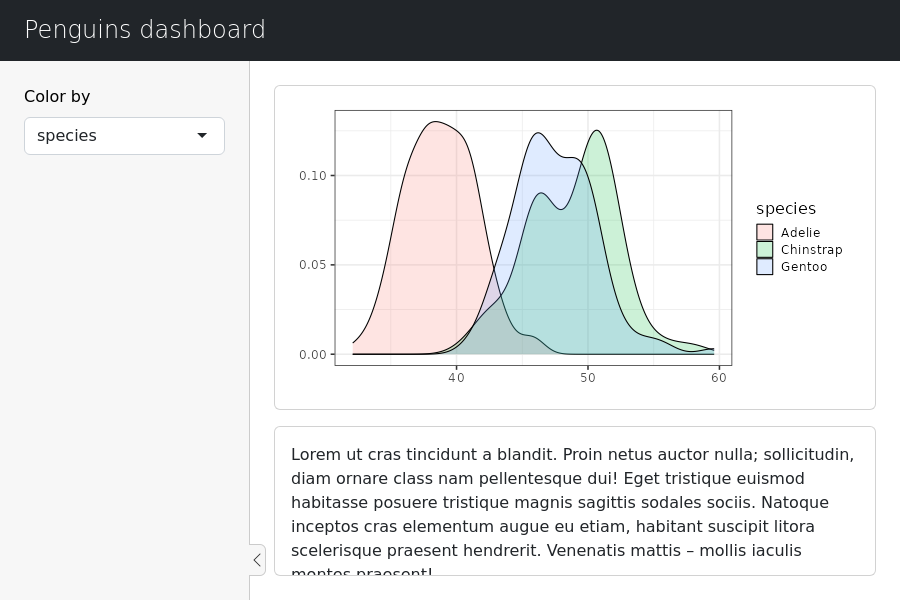 Penguins dashboard
Color by
species
0.10
0.05
0.00
40 50 60
species
Adelie
Chinstrap
Gentoo
Lorem ut cras tincidunt a blandit. Proin netus auctor nulla; sollicitudin,
diam ornare class nam pellentesque dui! Eget tristique euismod
habitasse posuere tristique magnis sagittis sodales sociis. Natoque
inceptos cras elementum augue eu etiam, habitant suscipit litora
scelerisque praesent hendrerit. Venenatis mattis – mollis iaculis
montes praesent!